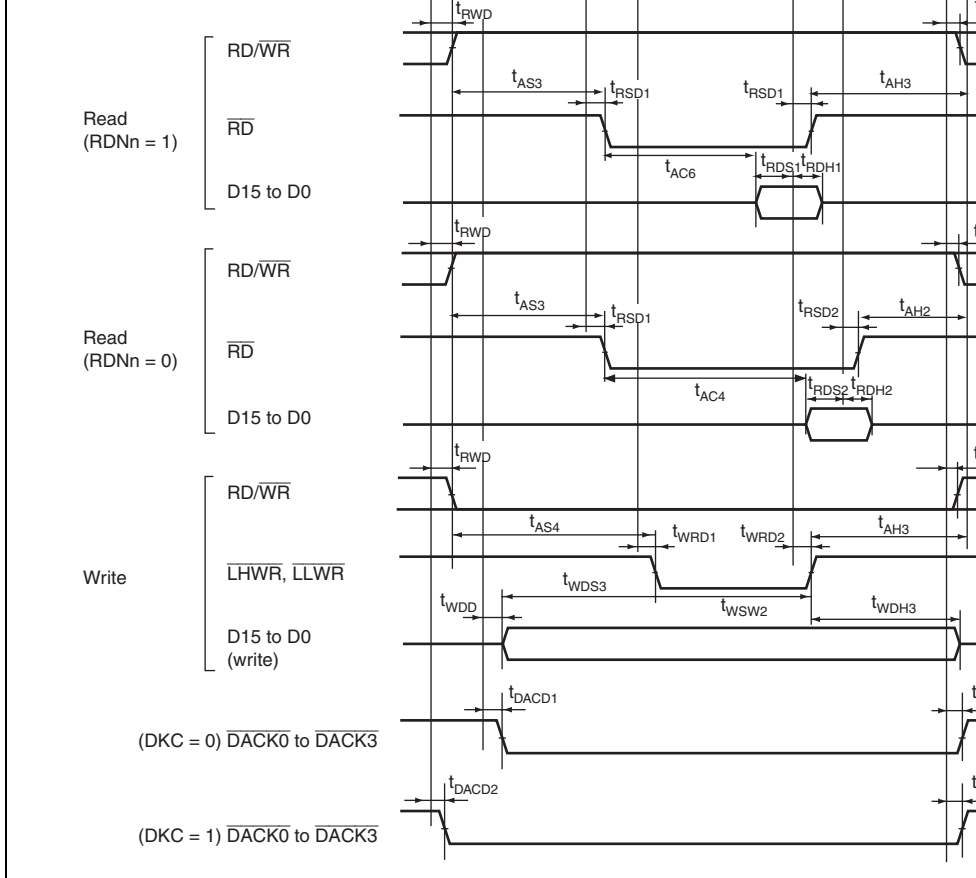 tRWD
RD/WR
tAS3 tRSD1 tRSD1 tAH3
Read
(RDNn = 1)
RD
tAC6 tRDS1 tRDH1
D15 to D0
tRWD
RD/WR
tAS3 tRSD1 tRSD2 tAH2
Read
(RDNn = 0)
RD
tAC4 tRDS2 tRDH2
D15 to D0
tRWD
RD/WR
tAS4 tWRD1 tWRD2 tAH3
Write
LHWR, LLWR
tWDD tWDS3 tWSW2 tWDH3
D15 to D0
(write)
tDACD1
(DKC = 0) DACK0 to DACK3
tDACD2
(DKC = 1) DACK0 to DACK3